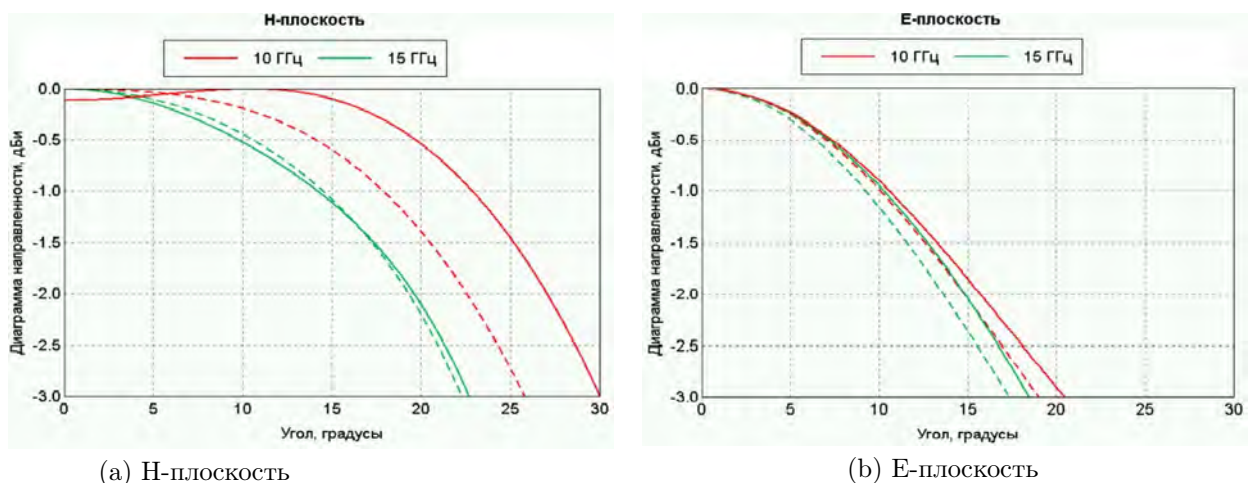 Н-плоскость
10 ГГц 15 ГГц
Диаграмма направленности, дБи
0.0
-0.5
-1.0
-1.5
-2.0
-2.5
-3.0
0 5 10 15 20 25 30
Угол, градусы
(a) Н-плоскость
Е-плоскость
10 ГГц 15 ГГц
Диаграмма направленности, дБи
0.0
-0.5
-1.0
-1.5
-2.0
-2.5
-3.0
0 5 10 15 20 25 30
Угол, градусы
(b) Е-плоскость